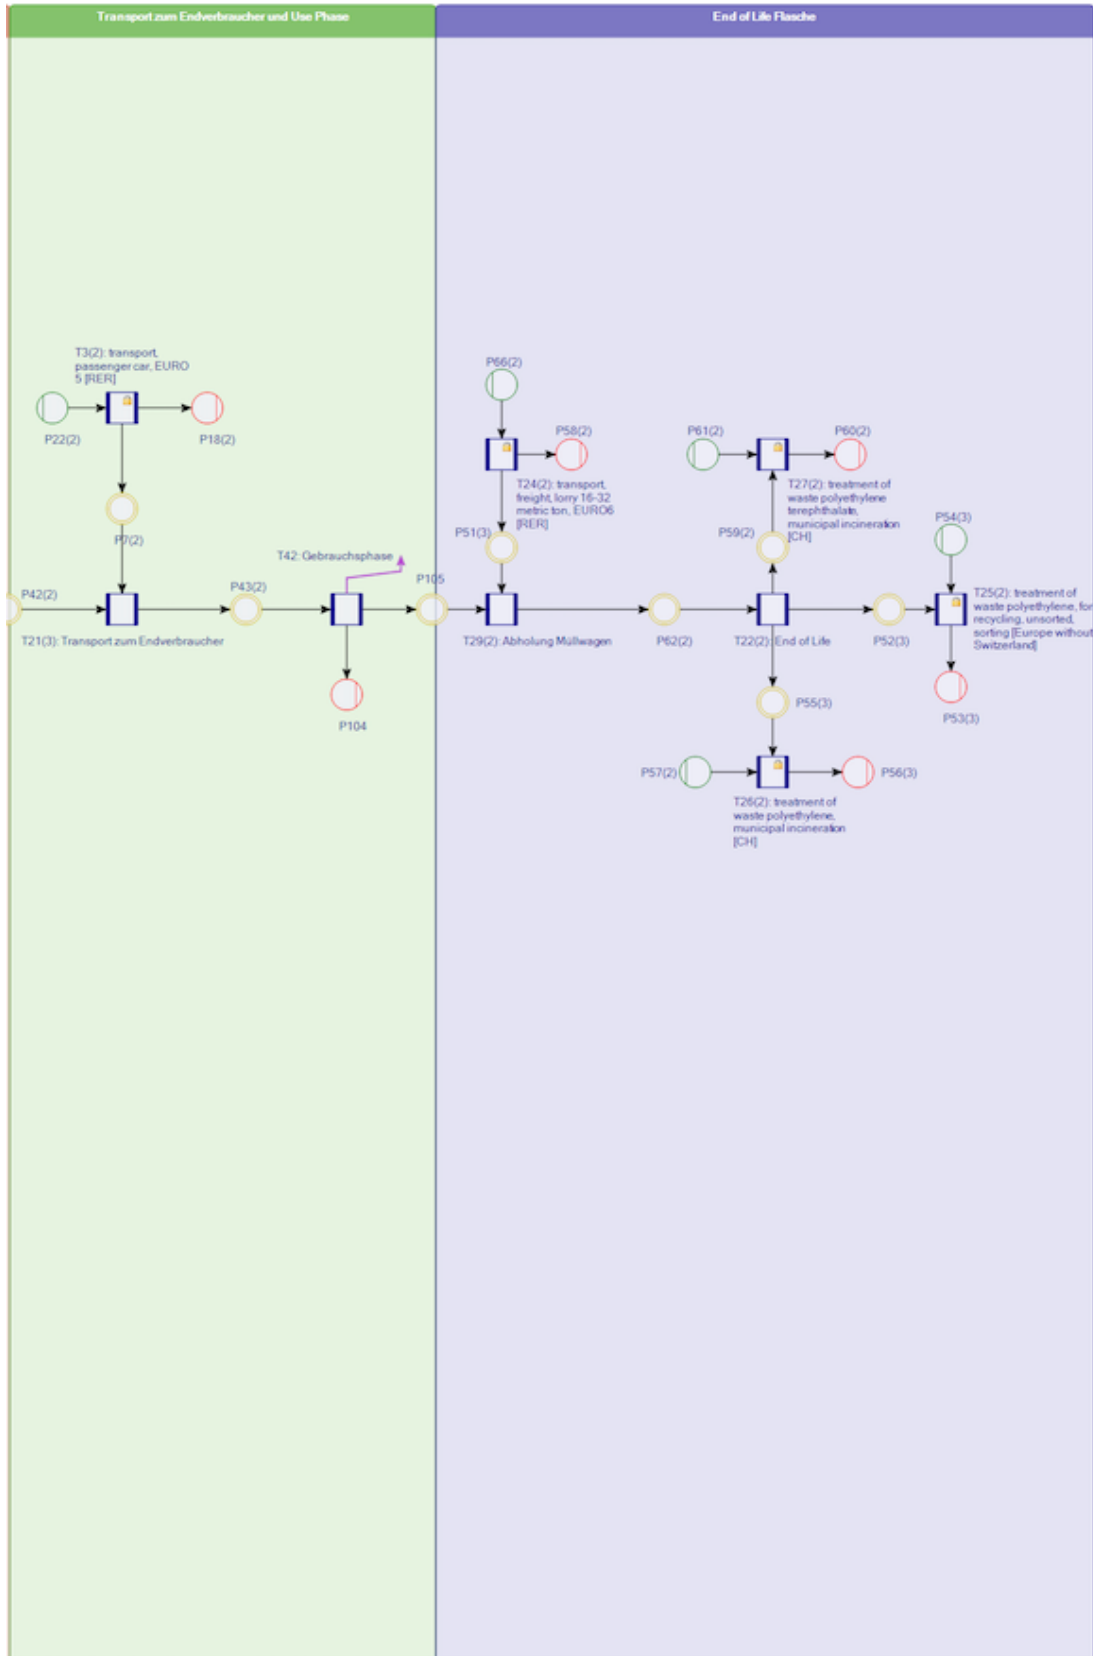 Transport zum Endverbraucher und Use Phase
End of Life Flasche
T3(2): transport,
passenger car, EURO
5 [RER]
P22(2)
P18(2)
P7(2)
P42(2)
T21(3): Transport zum Endverbraucher
P43(2)
T42: Gebrauchsphase
P105
P104
P66(2)
P58(2)
T24(2): transport,
freight, lorry 16-32
metric ton, EURO6
[RER]
P51(3)
T29(2): Abholung Müllwagen
P62(2)
P61(2)
P60(2)
T27(2): treatment of
waste polyethylene
terephthalate,
municipal incineration
[CH]
P59(2)
T22(2): End of Life
P52(3)
P54(3)
T25(2): treatment of
waste polyethylene, for
recycling, unsorted,
sorting [Europe without
Switzerland]
P53(3)
P55(3)
P57(2)
P56(3)
T26(2): treatment of
waste polyethylene,
municipal incineration
[CH]